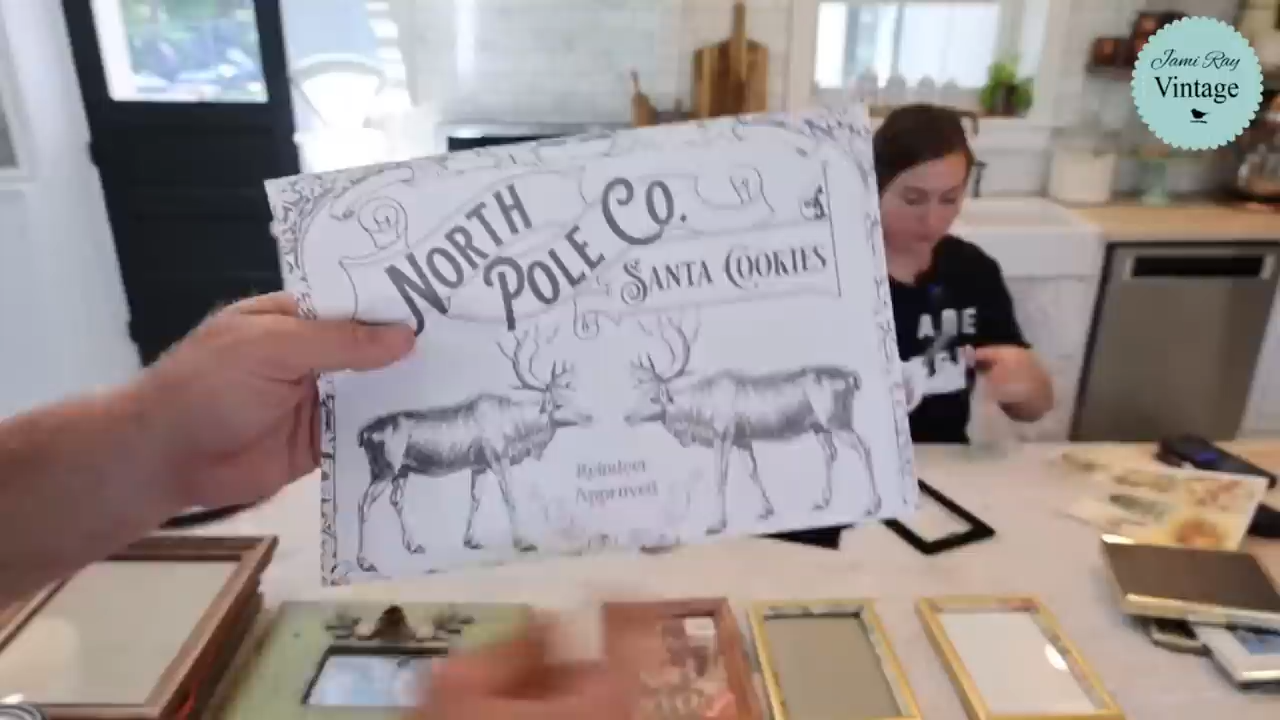 Jami Ray
Vintage
NORTH
POLE CO.
SANTA COOKIES
Reindeer
Approved